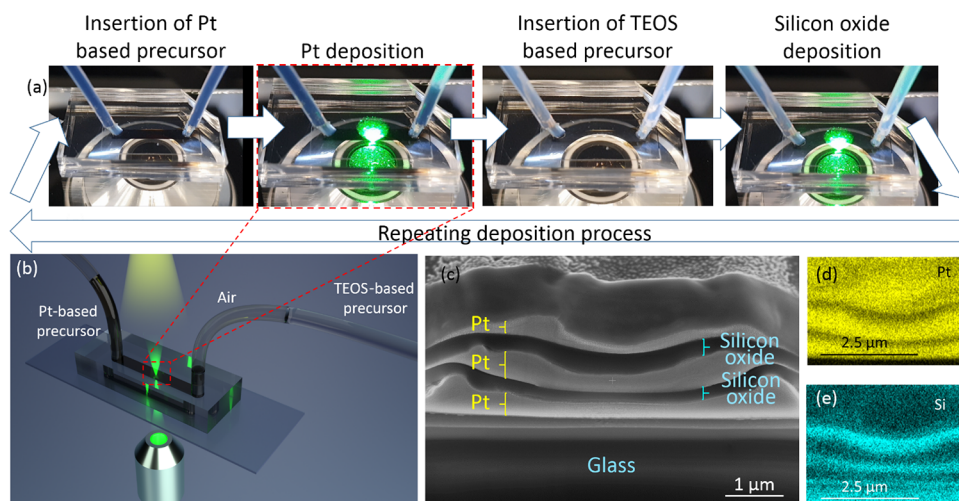 Insertion of Pt
based precursor
Pt deposition
Insertion of TEOS
based precursor
Silicon oxide
deposition
(a)
Repeating deposition process
(b)
Pt-based
precursor
Air
TEOS-based
precursor
(c)
Pt
Pt
Pt
Silicon
oxide
Silicon
oxide
Glass
1 µm
(d)
Pt
2.5 µm
(e)
Si
2.5 µm